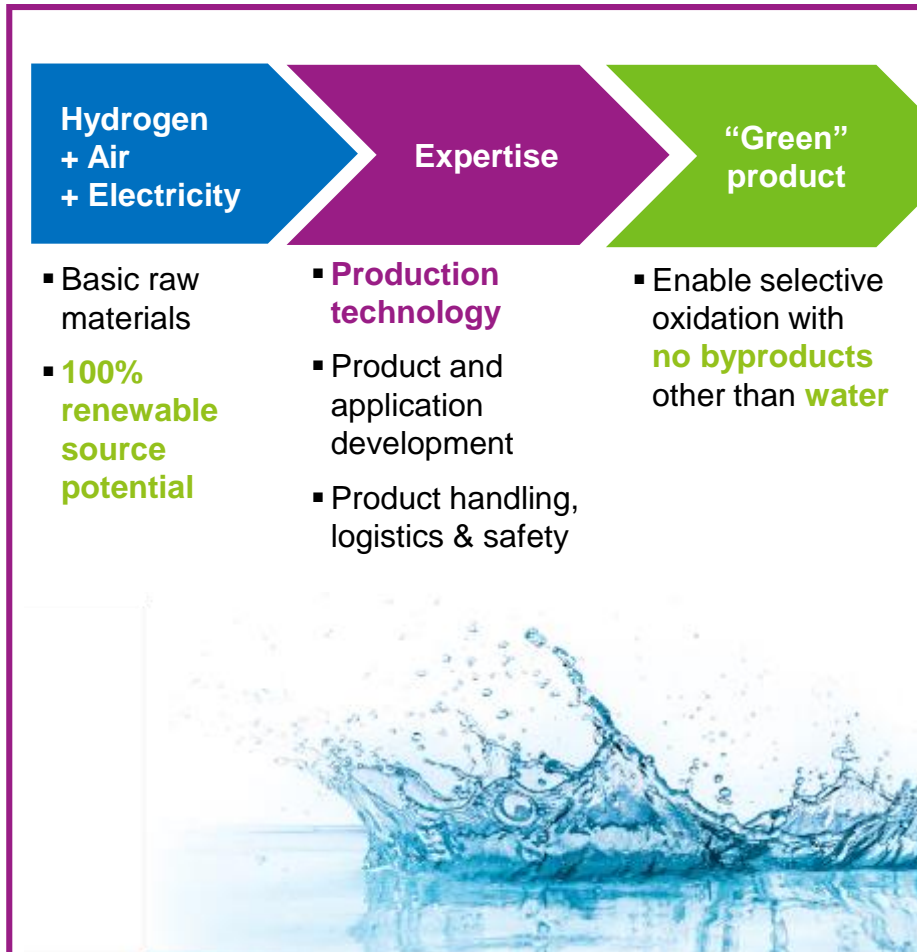 Hydrogen
+ Air
+ Electricity
Expertise
“Green”
product
▪ Basic raw
materials
▪ 100%
renewable
source
potential
▪ Production
technology
▪ Product and
application
development
▪ Product handling,
logistics & safety
▪ Enable selective
oxidation with
no byproducts
other than water